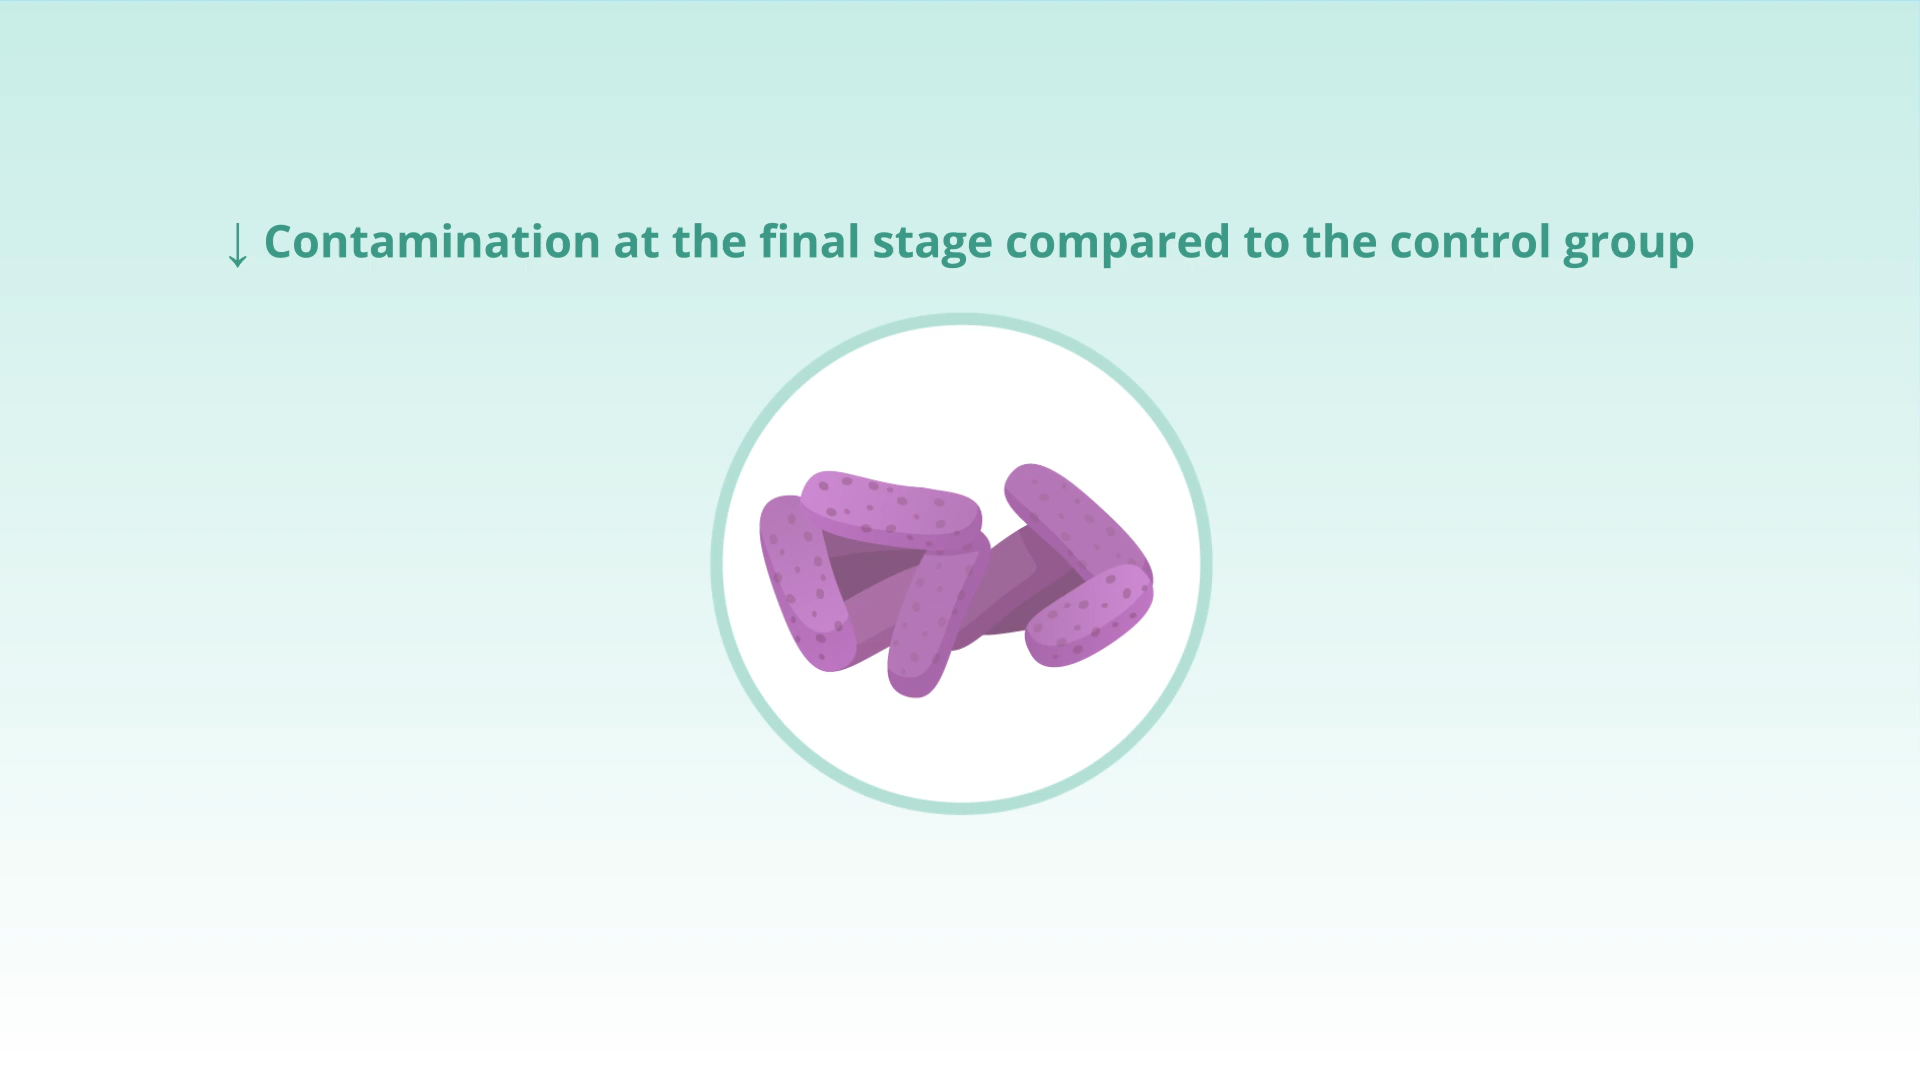 ↓ Contamination at the final stage compared to the control group